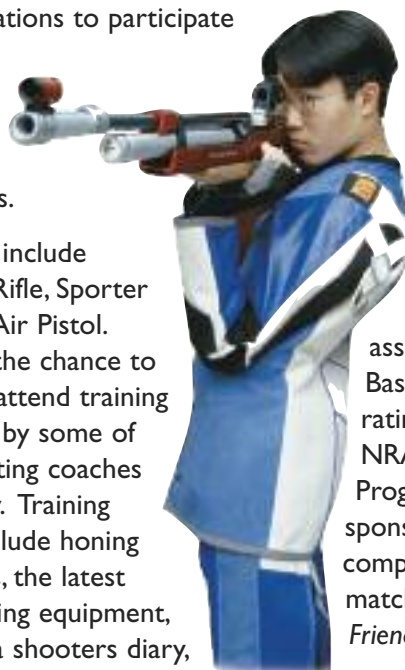 ations to participate
s.
include
Rifle, Sporter
Air Pistol.
the chance to
attend training
by some of
ting coaches
. Training
lude honing
, the latest
ing equipment,
a shooters diary,
ass
Bas
ratin
NRA
Prog
spons
comp
match
Friend